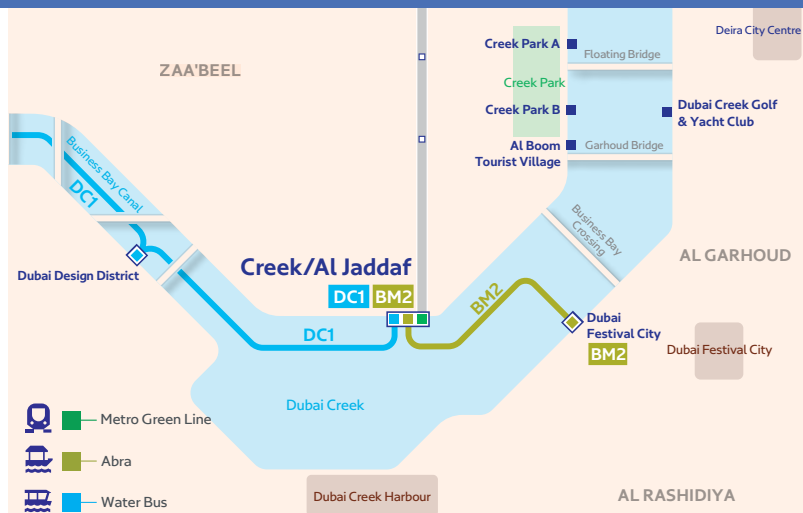 Deira City Centre
Creek Park A
Floating Bridge
ZAA'BEEL
Creek Park
Creek Park B
Dubai Creek Golf
& Yacht Club
Al Boom
Tourist Village
Garhoud Bridge
Business Bay Canal
DC1
Business Bay
Crossing
AL GARHOUD
Dubai Design District
Creek/Al Jaddaf
DC1 BM2
BM2
DC1
Dubai
Festival City
BM2
Dubai Festival City
Dubai Creek
Metro Green Line
Abra
Water Bus
Dubai Creek Harbour
AL RASHIDIYA